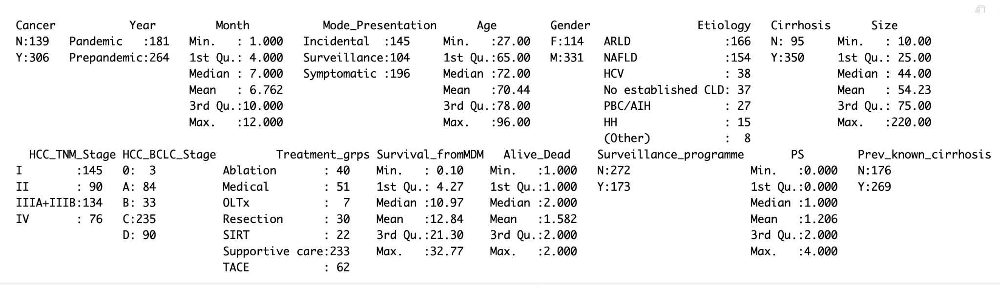 Cancer Year Month Mode_Presentation Age Gender Etiology Cirrhosis Size
N:139 Pandemic :181 Min. : 1.000 Incidental :145 Min. :27.00 F:114 ARLD :166 N: 95 Min. : 10.00
Y:306 Prepandemic:264 1st Qu.: 4.000 Surveillance:104 1st Qu.:65.00 M:331 NAFLD :154 Y:350 1st Qu.: 25.00
Median : 7.000 Symptomatic :196 Median :72.00 HCV : 38 Median : 44.00
Mean : 6.762 Mean :70.44 No established CLD: 37 Mean : 54.23
3rd Qu.:10.000 3rd Qu.:78.00 PBC/AIH : 27 3rd Qu.: 75.00
Max. :12.000 Max. :96.00 HH : 15 Max. :220.00
(Other) : 8
HCC_TNM_Stage HCC_BCLC_Stage Treatment_grps Survival_fromMDM Alive_Dead Surveillance_programme PS Prev_known_cirrhosis
I :145 0: 3 Ablation : 40 Min. : 0.10 Min. :1.000 N:272 Min. :0.000 N:176
II : 90 A: 84 Medical : 51 1st Qu.: 4.27 1st Qu.:1.000 Y:173 1st Qu.:0.000 Y:269
IIIA+IIIB:134 B: 33 OLTx : 7 Median :10.97 Median :2.000 Median :1.000
IV : 76 C:235 Resection : 30 Mean :12.84 Mean :1.582 Mean :1.206
D: 90 SIRT : 22 3rd Qu.:21.30 3rd Qu.:2.000 3rd Qu.:2.000
Supportive care:233 Max. :32.77 Max. :2.000 Max. :4.000
TACE : 62